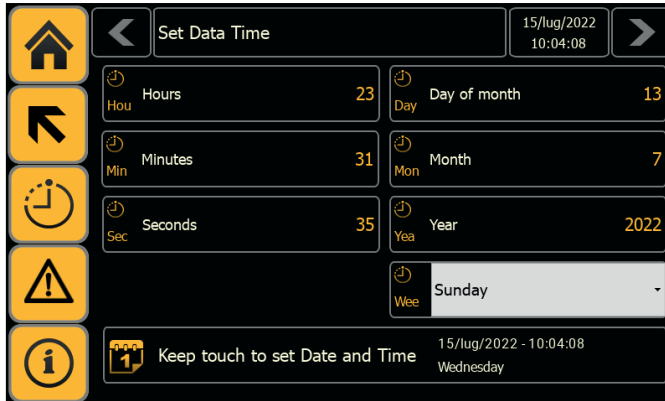 Set Data Time
15/lug/2022
10:04:08
Hou Hours 23
Day Day of month 13
Min Minutes 31
Mon Month 7
Sec Seconds 35
Yea Year 2022
Wee Sunday
1 Keep touch to set Date and Time
15/lug/2022 - 10:04:08
Wednesday